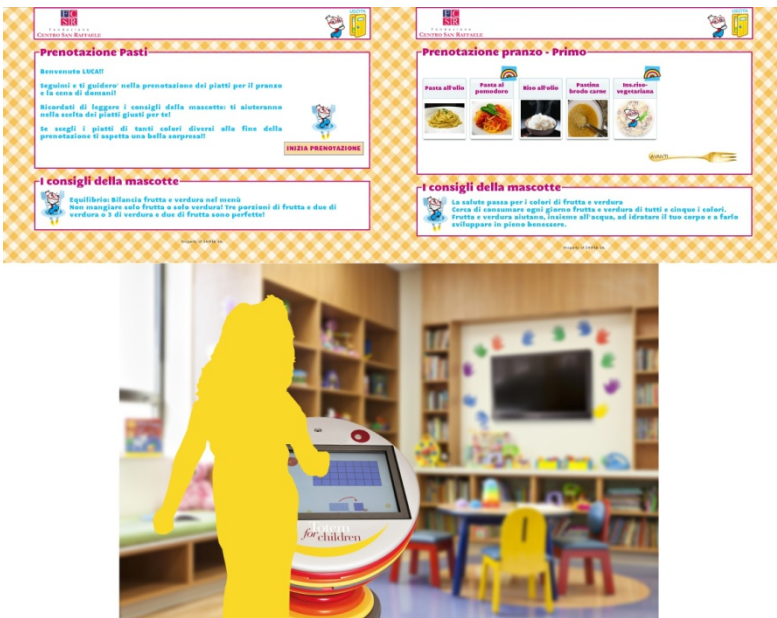 Fondazione
CENTRO SAN RAFFAELE
USCITA
Prenotazione Pasti
Benvenuto LUCA!!
Seguimi e ti guidero' nella prenotazione dei piatti per il pranzo
e la cena di domani!
Ricordati di leggere i consigli della mascotte: ti aiuteranno
nella scelta dei piatti giusti per te!
Se scegli i piatti di tanti colori diversi alla fine della
prenotazione ti aspetta una bella sorpresa!!
INIZIA PRENOTAZIONE
I consigli della mascotte
Equilibrio: Bilancia frutta e verdura nel menù
Non mangiare solo frutta o solo verdura! Tre porzioni di frutta e due di
verdura o 3 di verdura e due di frutta sono perfette!
Fondazione
CENTRO SAN RAFFAELE
USCITA
Prenotazione pranzo - Primo
Pasta all'olio
Pasta al
pomodoro
Riso all'olio
Pastina
brodo carne
Ins.riso-
vegetariana
AVANTI
I consigli della mascotte
La salute passa per i colori di frutta e verdura
Cerca di consumare ogni giorno frutta e verdura di tutti e cinque i colori.
Frutta e verdura aiutano, insieme all'acqua, ad idratare il tuo corpo e a farlo
sviluppare in pieno benessere.
Totem
for children